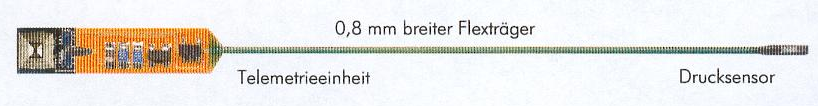 0,8 mm breiter Flexträger
Telemetrieeinheit
Drucksensor